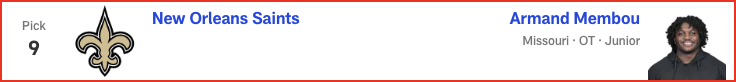 Pick
9
New Orleans Saints
Armand Membou
Missouri · OT · Junior